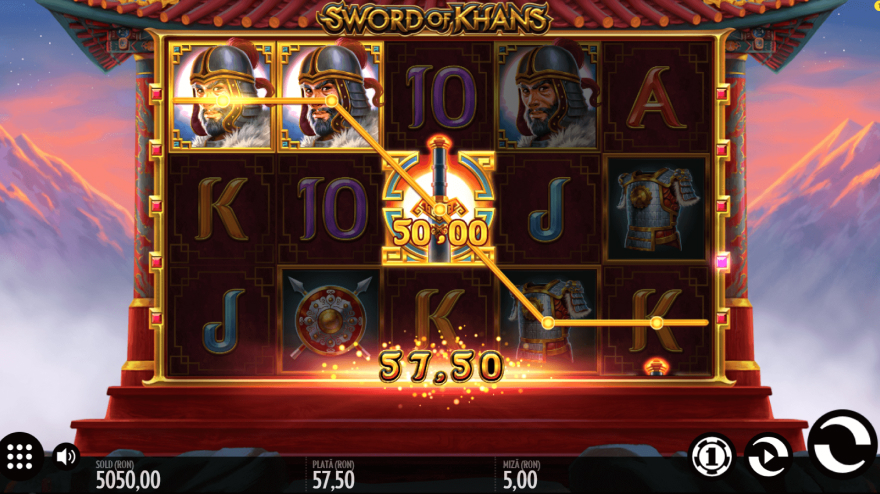 SWORD OF KHANS
10 A
K 10 J
50,00
J K K
57,50
SOLD (RON) PLATĂ (RON) MIZĂ (RON)
5050,00 57,50 5,00
1